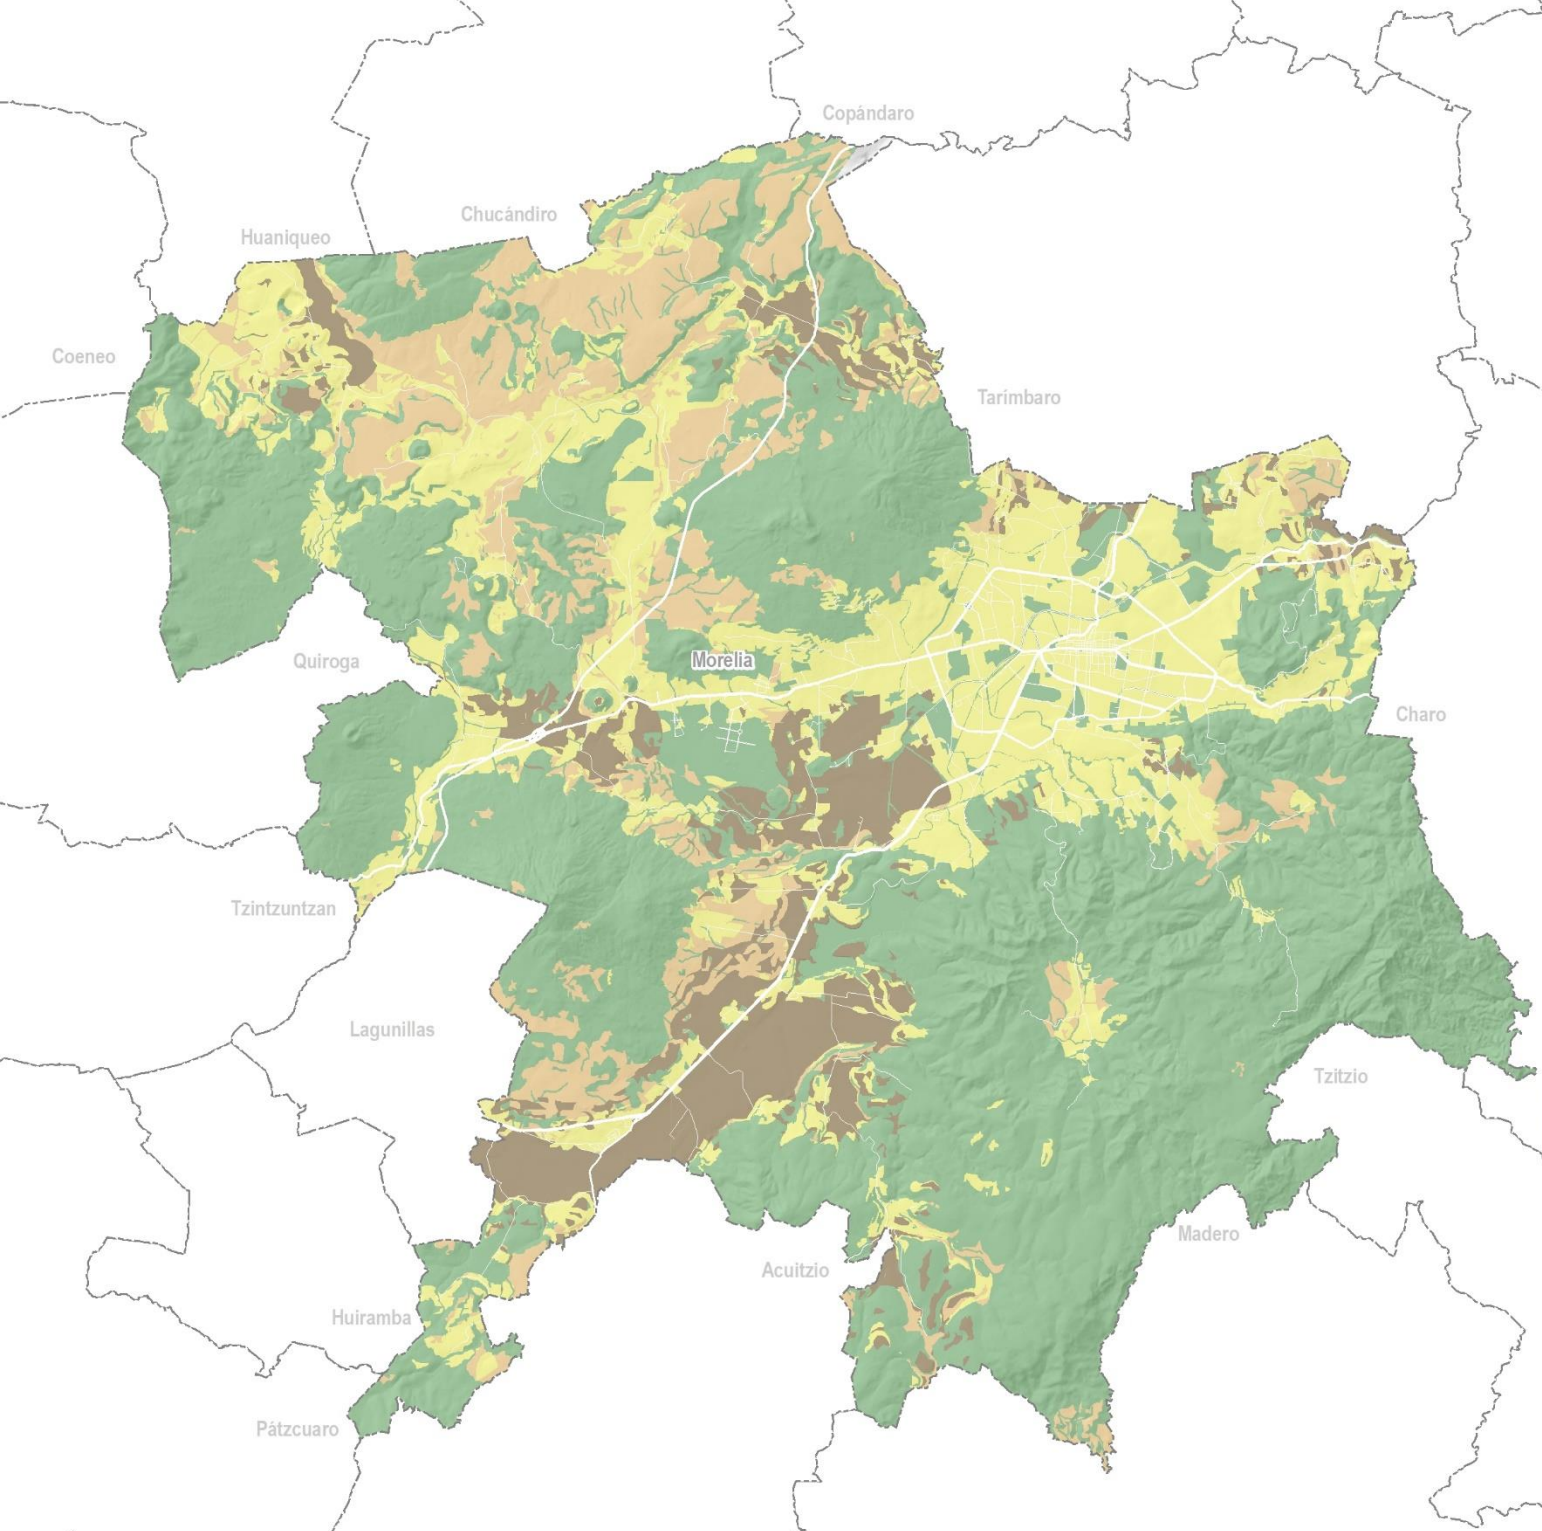 Copándaro
Chucándiro
Huaniqueo
Coeneo
Tarímbaro
Quiroga
Morelia
Charo
Tzintzuntzan
Lagunillas
Tzitzio
Madero
Acuitzio
Huiramba
Pátzcuaro